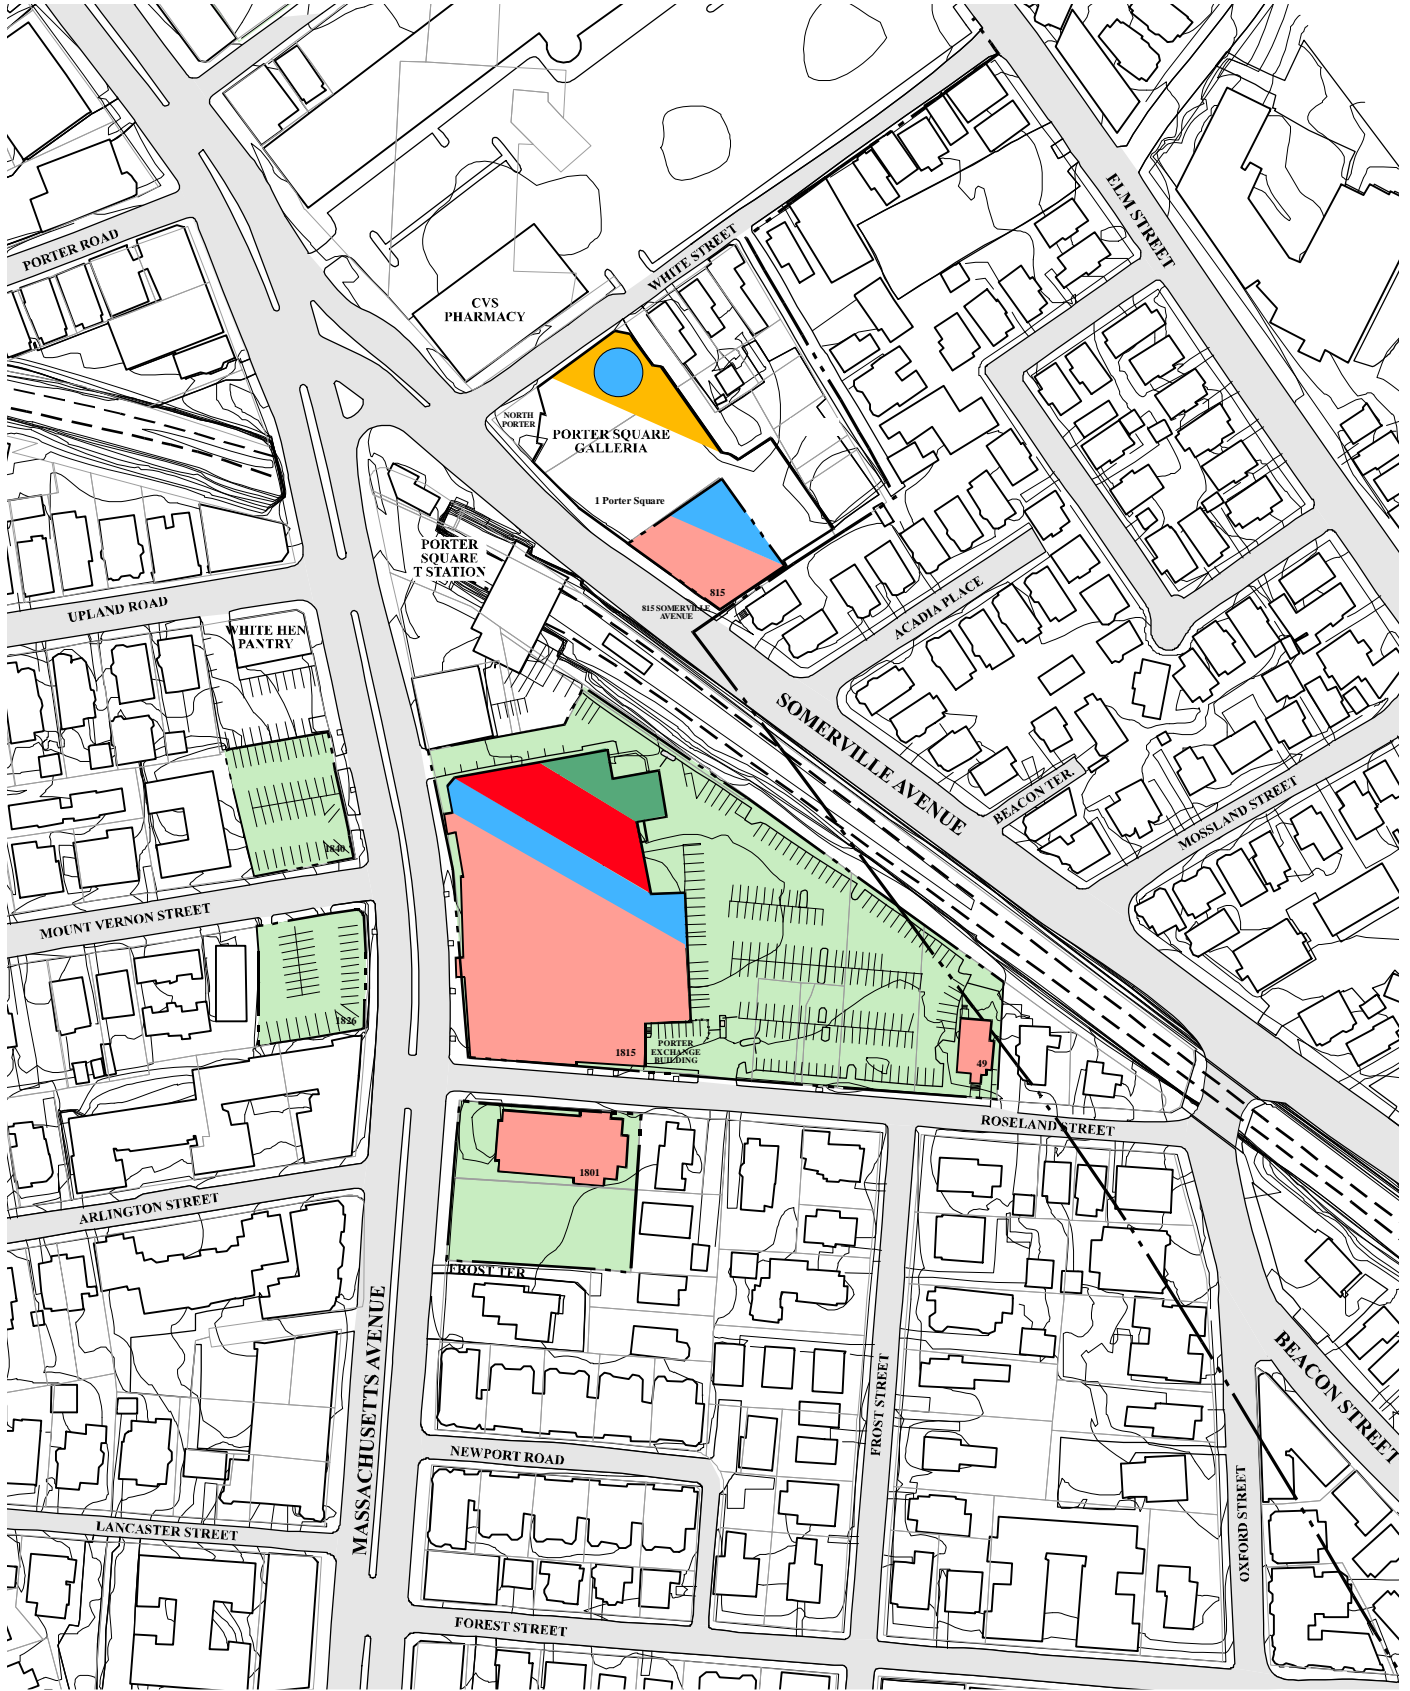 ELM STREET
PORTER ROAD
WHITE STREET
CVS
PHARMACY
NORTH
PORTER
PORTER SQUARE
GALLERIA
1 Porter Square
PORTER
SQUARE
T STATION
815
815 SOMERVILLE
AVENUE
ACADIA PLACE
UPLAND ROAD
WHITE HEN
PANTRY
SOMERVILLE AVENUE
BEACON TER.
MOSSLAND STREET
1840
MOUNT VERNON STREET
1826
1815
PORTER
EXCHANGE
BUILDING
49
ROSELAND STREET
1801
ARLINGTON STREET
FROST TER
MASSACHUSETTS AVENUE
BEACON STREET
FROST STREET
NEWPORT ROAD
OXFORD STREET
LANCASTER STREET
FOREST STREET